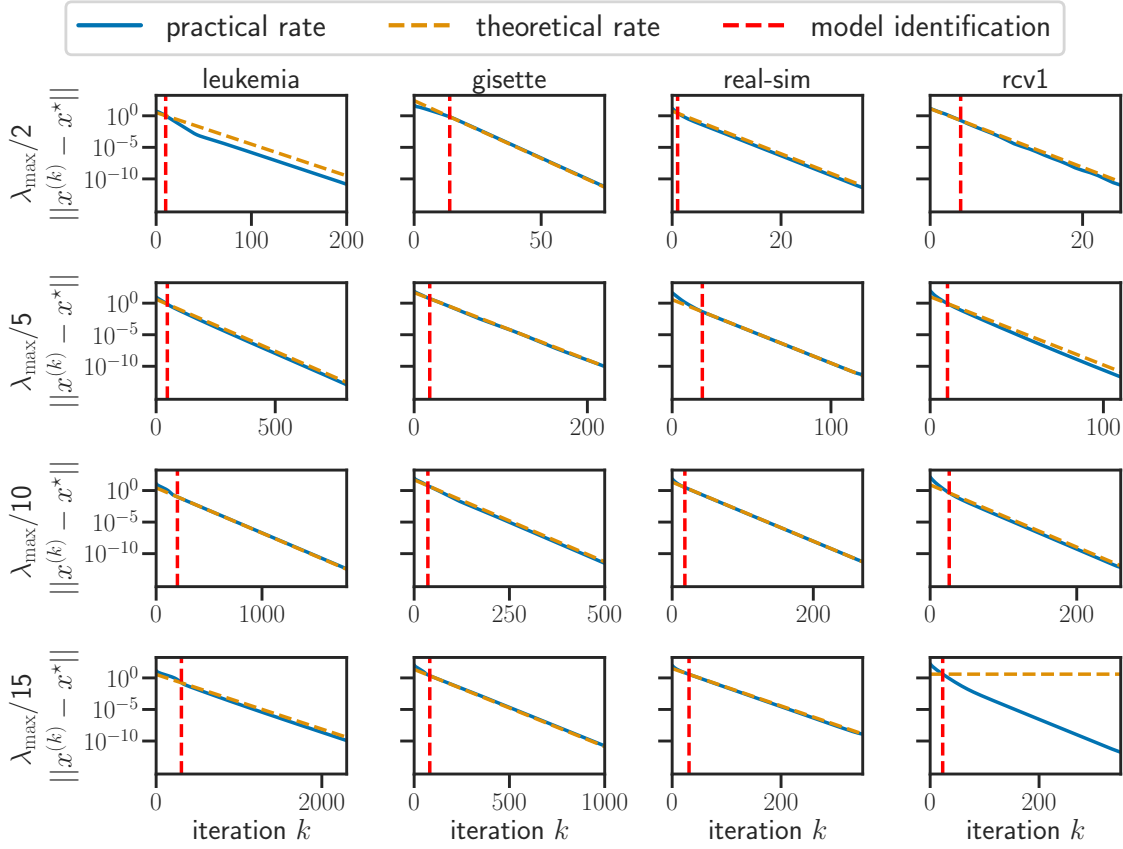 practical rate theoretical rate model identification
leukemia gisette real-sim rcv1
λmax/2
||x^(k) − x⋆||
10^0
10^−5
10^−10
0 100 200 0 50 0 20 0 20
λmax/5
||x^(k) − x⋆||
10^0
10^−5
10^−10
0 500 0 200 0 100 0 100
λmax/10
||x^(k) − x⋆||
10^0
10^−5
10^−10
0 1000 0 250 500 0 200 0 200
λmax/15
||x^(k) − x⋆||
10^0
10^−5
10^−10
0 2000 0 500 1000 0 200 0 200
iteration k iteration k iteration k iteration k